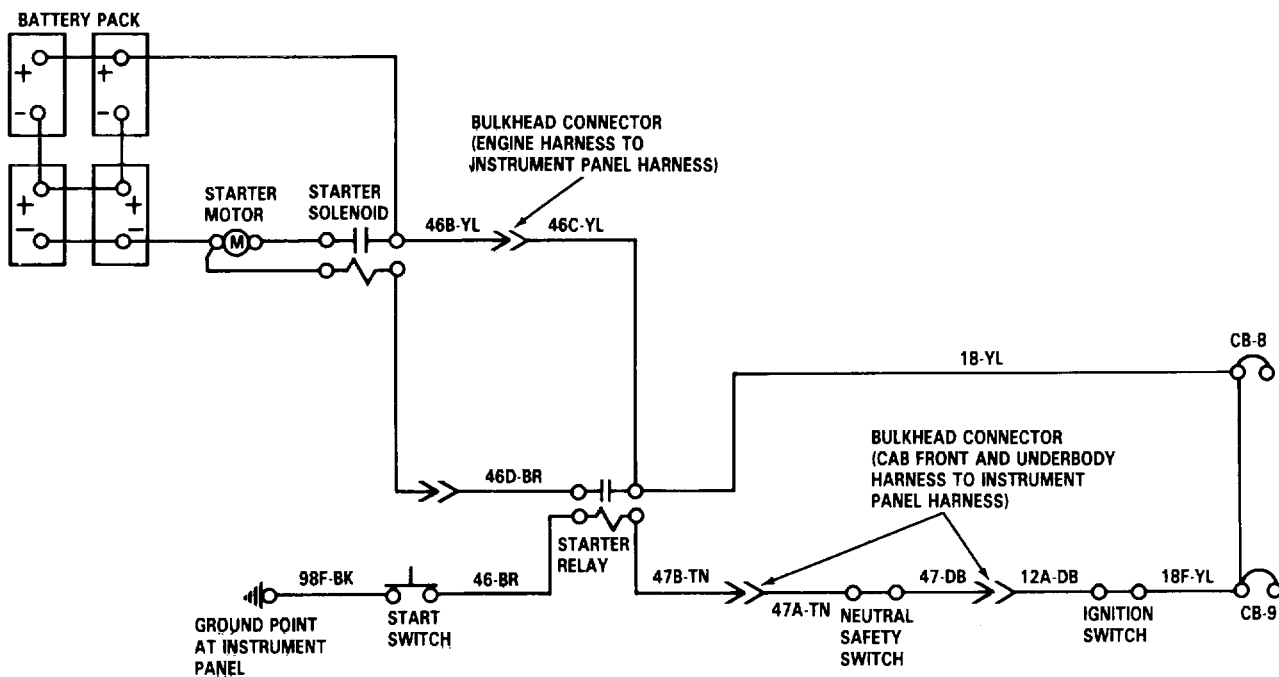 BATTERY PACK
+
+
-
-
+
+
-
-
STARTER
MOTOR
M
STARTER
SOLENOID
BULKHEAD CONNECTOR
(ENGINE HARNESS TO
INSTRUMENT PANEL HARNESS)
46B-YL
46C-YL
CB-8
18-YL
BULKHEAD CONNECTOR
(CAB FRONT AND UNDERBODY
HARNESS TO INSTRUMENT
PANEL HARNESS)
46D-BR
STARTER
RELAY
98F-BK
46-BR
47B-TN
47A-TN
47-DB
12A-DB
18F-YL
GROUND POINT
AT INSTRUMENT
PANEL
START
SWITCH
NEUTRAL
SAFETY
SWITCH
IGNITION
SWITCH
CB-9